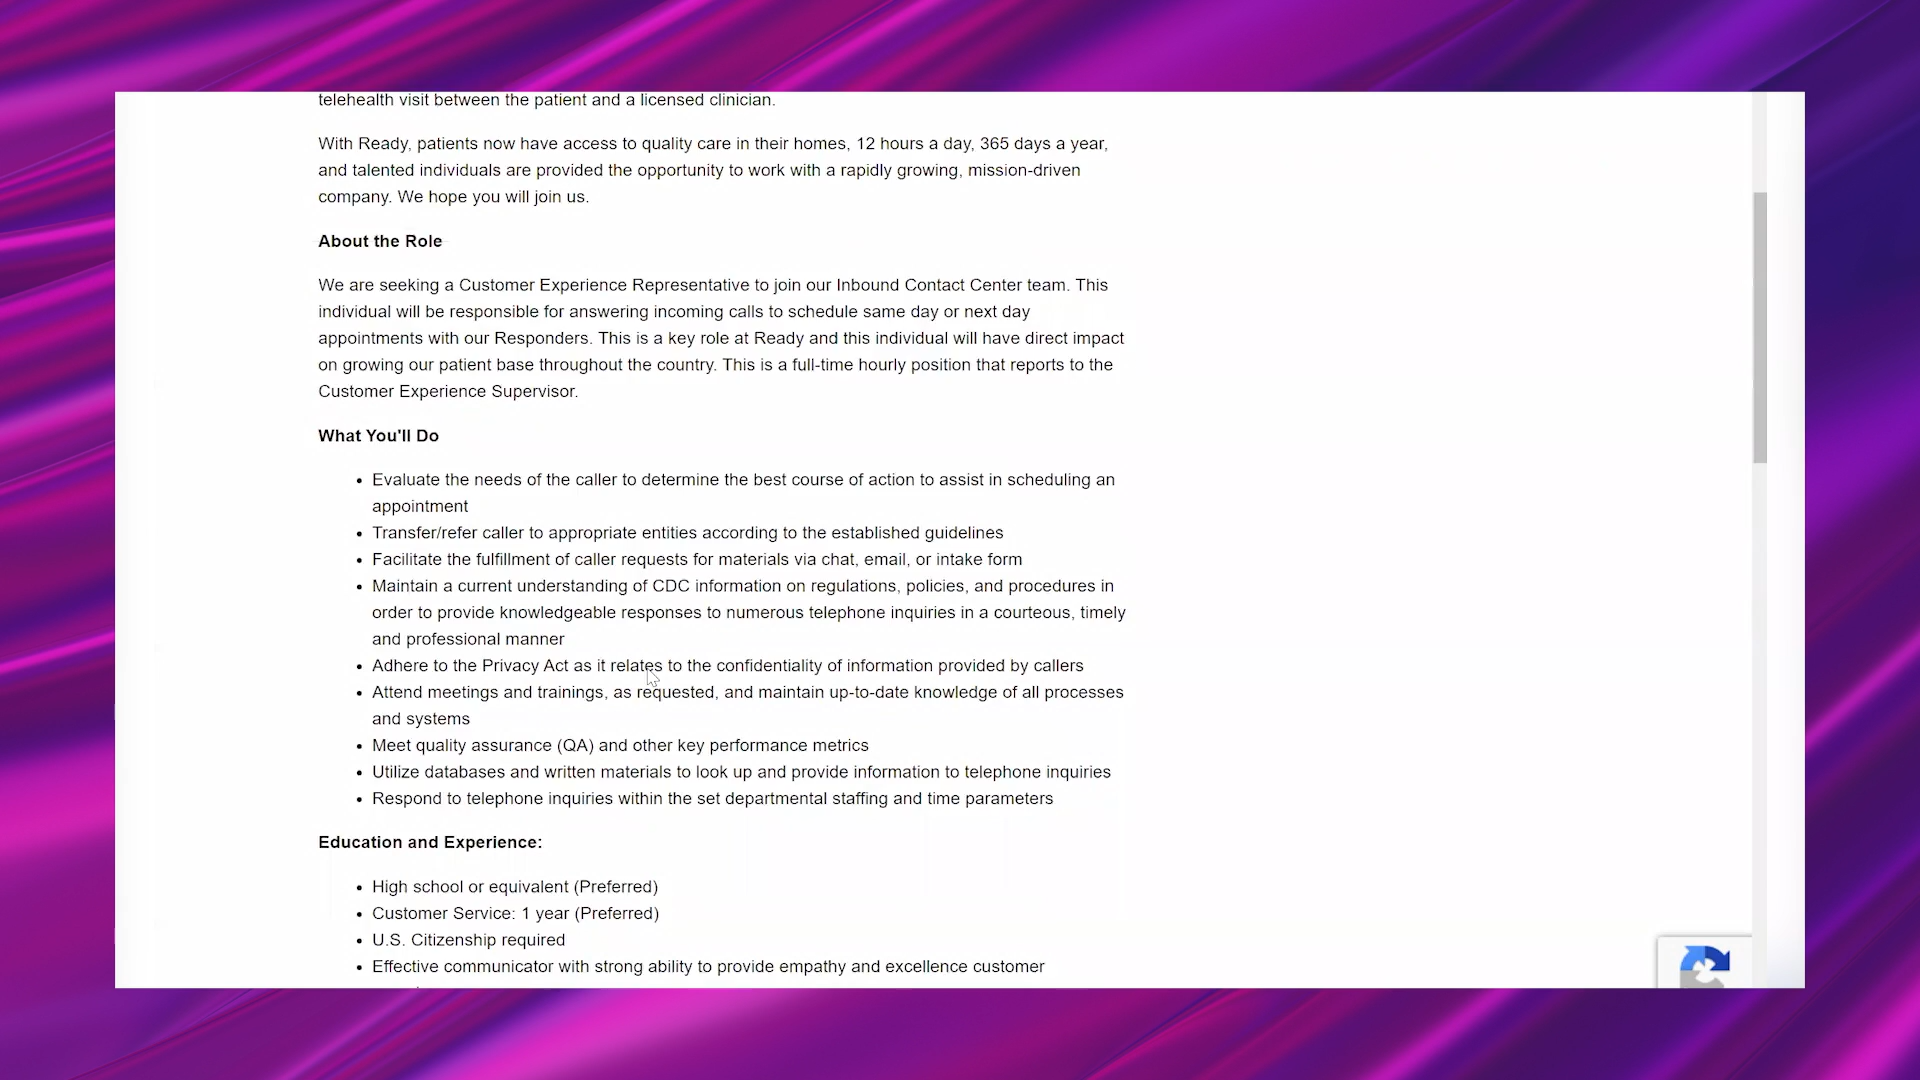 telehealth visit between the patient and a licensed clinician.
With Ready, patients now have access to quality care in their homes, 12 hours a day, 365 days a year,
and talented individuals are provided the opportunity to work with a rapidly growing, mission-driven
company. We hope you will join us.
About the Role
We are seeking a Customer Experience Representative to join our Inbound Contact Center team. This
individual will be responsible for answering incoming calls to schedule same day or next day
appointments with our Responders. This is a key role at Ready and this individual will have direct impact
on growing our patient base throughout the country. This is a full-time hourly position that reports to the
Customer Experience Supervisor.
What You'll Do
• Evaluate the needs of the caller to determine the best course of action to assist in scheduling an
appointment
• Transfer/refer caller to appropriate entities according to the established guidelines
• Facilitate the fulfillment of caller requests for materials via chat, email, or intake form
• Maintain a current understanding of CDC information on regulations, policies, and procedures in
order to provide knowledgeable responses to numerous telephone inquiries in a courteous, timely
and professional manner
• Adhere to the Privacy Act as it relates to the confidentiality of information provided by callers
• Attend meetings and trainings, as requested, and maintain up-to-date knowledge of all processes
and systems
• Meet quality assurance (QA) and other key performance metrics
• Utilize databases and written materials to look up and provide information to telephone inquiries
• Respond to telephone inquiries within the set departmental staffing and time parameters
Education and Experience:
• High school or equivalent (Preferred)
• Customer Service: 1 year (Preferred)
• U.S. Citizenship required
• Effective communicator with strong ability to provide empathy and excellence customer